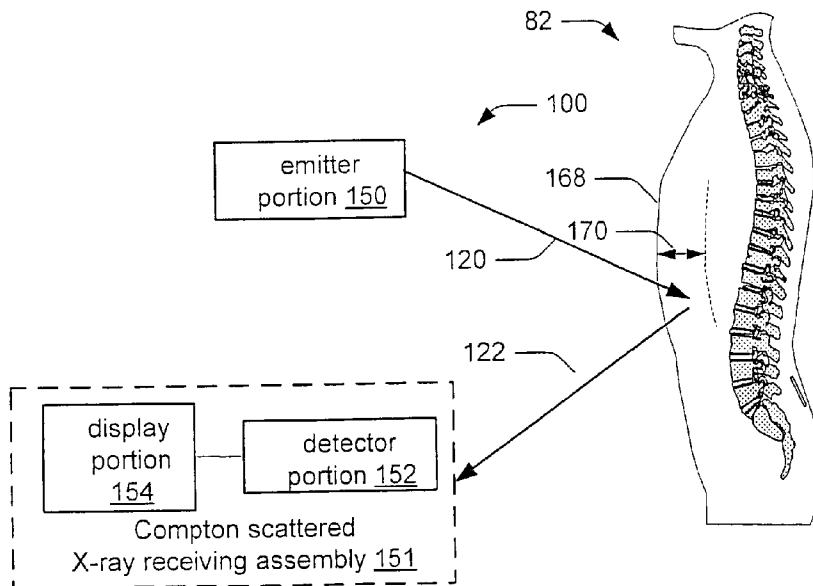 82
100
emitter
portion 150
168
170
120
122
display
portion
154
detector
portion 152
Compton scattered
X-ray receiving assembly 151